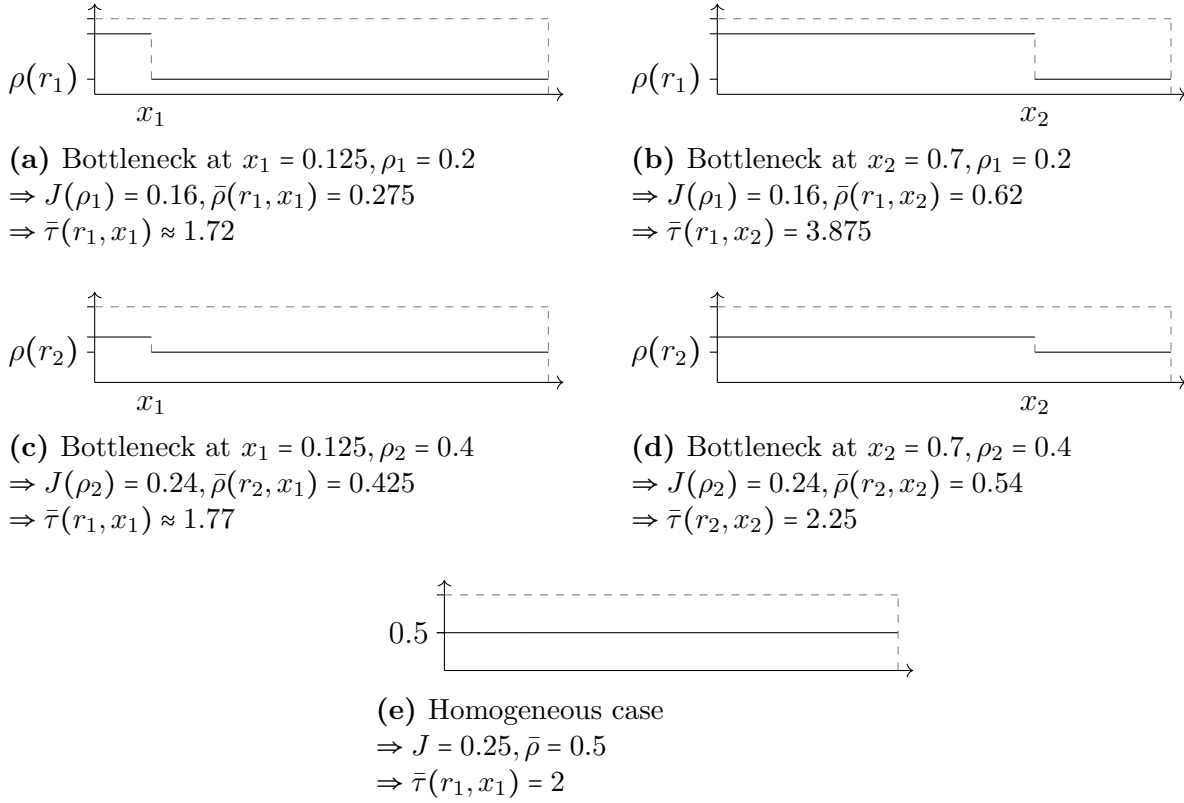 ρ(r₁)
x₁
(a) Bottleneck at x₁ = 0.125, ρ₁ = 0.2
⇒ J(ρ₁) = 0.16, ρ̄(r₁, x₁) = 0.275
⇒ τ̄(r₁, x₁) ≈ 1.72
ρ(r₁)
x₂
(b) Bottleneck at x₂ = 0.7, ρ₁ = 0.2
⇒ J(ρ₁) = 0.16, ρ̄(r₁, x₂) = 0.62
⇒ τ̄(r₁, x₂) = 3.875
ρ(r₂)
x₁
(c) Bottleneck at x₁ = 0.125, ρ₂ = 0.4
⇒ J(ρ₂) = 0.24, ρ̄(r₂, x₁) = 0.425
⇒ τ̄(r₁, x₁) ≈ 1.77
ρ(r₂)
x₂
(d) Bottleneck at x₂ = 0.7, ρ₂ = 0.4
⇒ J(ρ₂) = 0.24, ρ̄(r₂, x₂) = 0.54
⇒ τ̄(r₂, x₂) = 2.25
0.5
(e) Homogeneous case
⇒ J = 0.25, ρ̄ = 0.5
⇒ τ̄(r₁, x₁) = 2